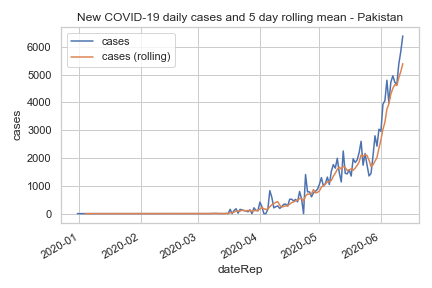 New COVID-19 daily cases and 5 day rolling mean - Pakistan
cases
cases (rolling)
6000
5000
4000
3000
2000
1000
0
cases
2020-01
2020-02
2020-03
2020-04
2020-05
2020-06
dateRep